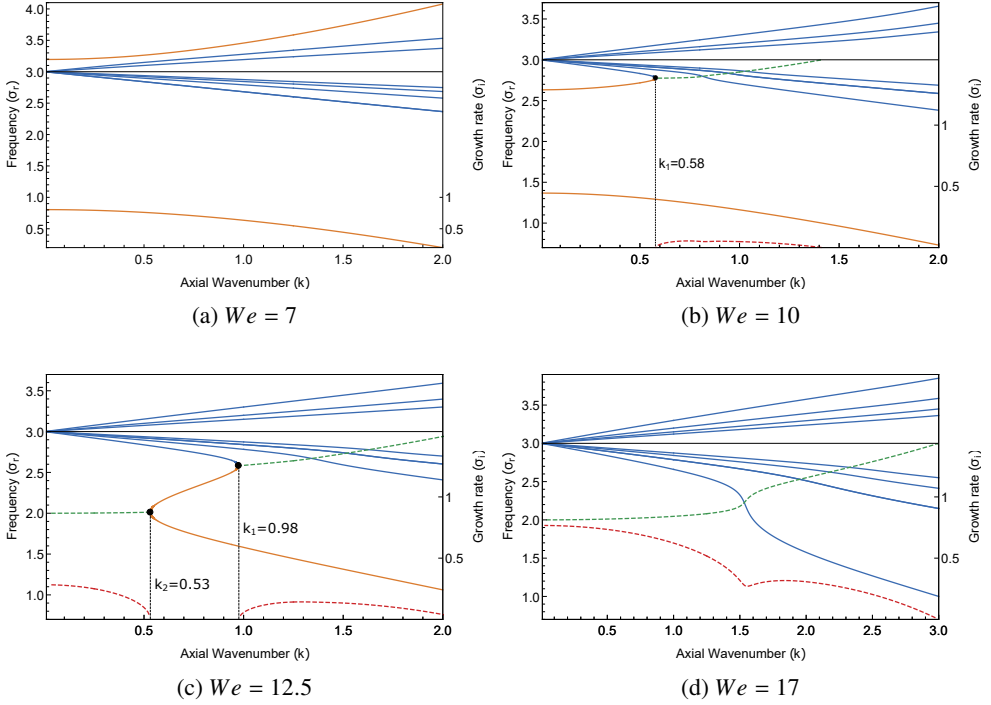 4.0
3.5
3.0
2.5
2.0
1.5
1.0
0.5
Frequency (σr)
1
0.5
0.5 1.0 1.5 2.0
Axial Wavenumber (k)
(a) We = 7
3.5
3.0
2.5
2.0
1.5
1.0
Frequency (σr)
k1=0.58
1
0.5
Growth rate (σi)
0.5 1.0 1.5 2.0
Axial Wavenumber (k)
Growth rate (σi)
(b) We = 10
3.5
3.0
2.5
2.0
1.5
1.0
Frequency (σr)
k1=0.98
k2=0.53
1
0.5
Growth rate (σi)
0.5 1.0 1.5 2.0
Axial Wavenumber (k)
(c) We = 12.5
3.5
3.0
2.5
2.0
1.5
1.0
Frequency (σr)
1
0.5
Growth rate (σi)
0.5 1.0 1.5 2.0 2.5 3.0
Axial Wavenumber (k)
(d) We = 17